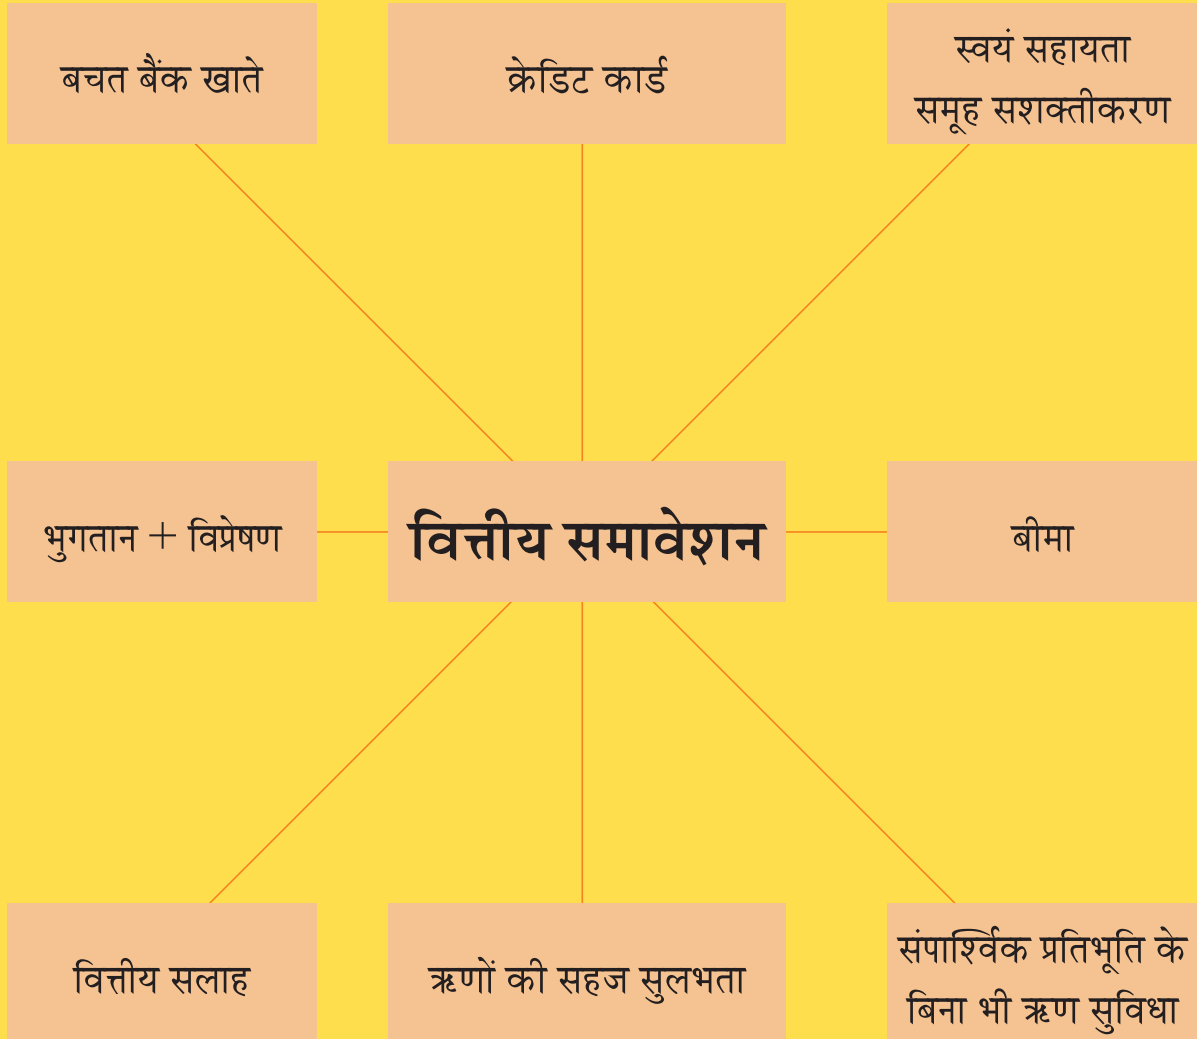 बचत बैंक खाते
क्रेडिट कार्ड
स्वयं सहायता
समूह सशक्तीकरण
भुगतान + विप्रेषण
वित्तीय समावेशन
बीमा
वित्तीय सलाह
ऋणों की सहज सुलभता
संपार्श्विक प्रतिभूति के
बिना भी ऋण सुविधा